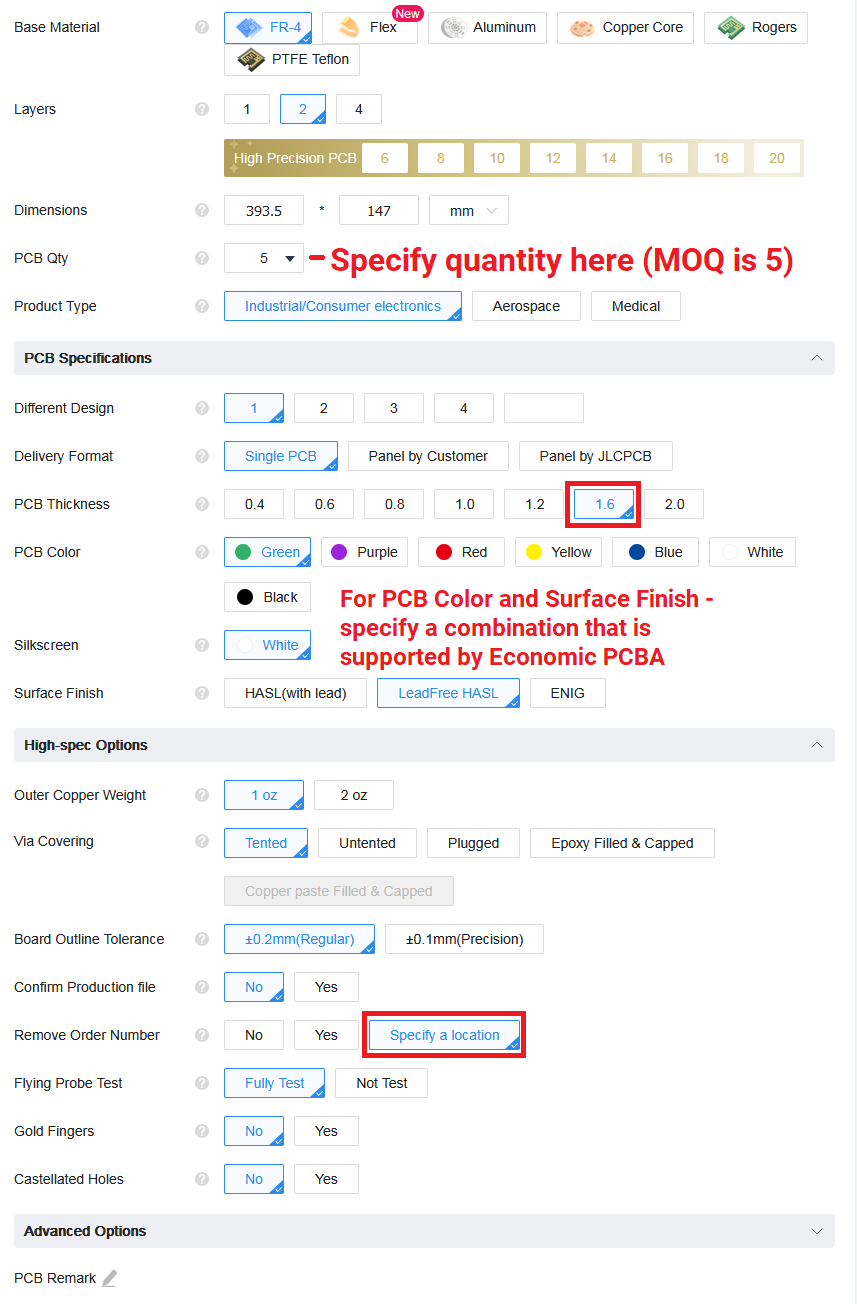 Base Material ? FR-4 Flex New Aluminum Copper Core Rogers
PTFE Teflon
Layers ? 1 2 4
High Precision PCB 6 8 10 12 14 16 18 20
Dimensions ? 393.5 * 147 mm
PCB Qty ? 5 Specify quantity here (MOQ is 5)
Product Type ? Industrial/Consumer electronics Aerospace Medical
PCB Specifications
Different Design ? 1 2 3 4
Delivery Format ? Single PCB Panel by Customer Panel by JLCPCB
PCB Thickness ? 0.4 0.6 0.8 1.0 1.2 1.6 2.0
PCB Color ? Green Purple Red Yellow Blue White
Black
For PCB Color and Surface Finish -
specify a combination that is
supported by Economic PCBA
Silkscreen ? White
Surface Finish ? HASL(with lead) LeadFree HASL ENIG
High-spec Options
Outer Copper Weight ? 1 oz 2 oz
Via Covering ? Tented Untented Plugged Epoxy Filled & Capped
Copper paste Filled & Capped
Board Outline Tolerance ? ±0.2mm(Regular) ±0.1mm(Precision)
Confirm Production file ? No Yes
Remove Order Number ? No Yes Specify a location
Flying Probe Test ? Fully Test Not Test
Gold Fingers ? No Yes
Castellated Holes ? No Yes
Advanced Options
PCB Remark